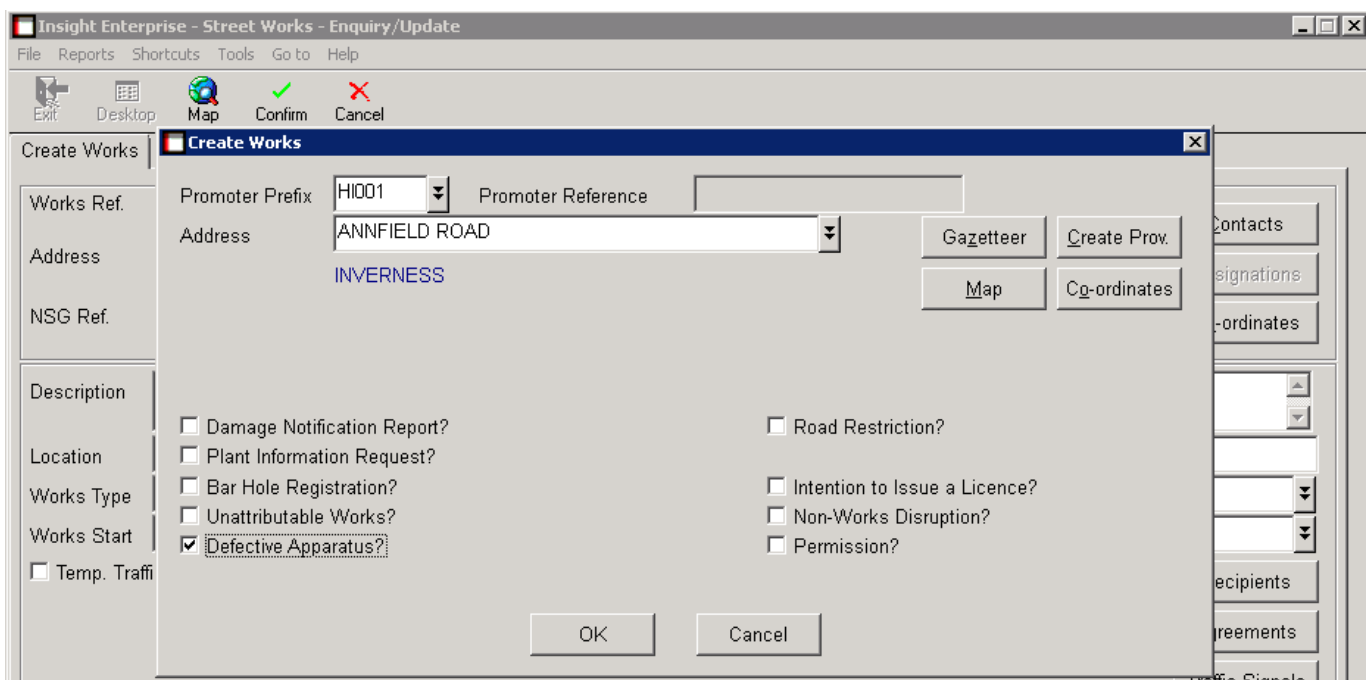 Insight Enterprise - Street Works - Enquiry/Update
File Reports Shortcuts Tools Go to Help
Exit Desktop Map Confirm Cancel
Create Works
Create Works
Promoter Prefix HI001 Promoter Reference
Address ANNFIELD ROAD Gazetteer Create Prov.
INVERNESS Map Co-ordinates
Damage Notification Report? Road Restriction?
Plant Information Request?
Bar Hole Registration? Intention to Issue a Licence?
Unattributable Works? Non-Works Disruption?
Defective Apparatus? Permission?
OK Cancel
Works Ref.
Address
NSG Ref.
Description
Location
Works Type
Works Start
Temp. Traffi
Contacts
signations
-ordinates
ecipients
greements
Traffic Signals